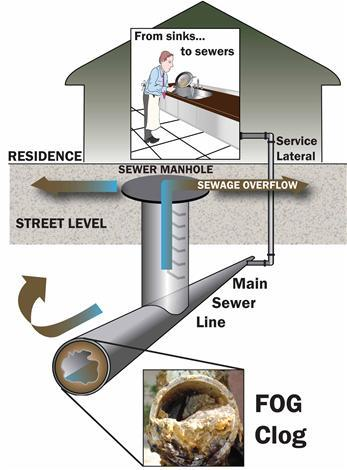 From sinks...
to sewers
Service
Lateral
RESIDENCE
SEWER MANHOLE
SEWAGE OVERFLOW
STREET LEVEL
Main
Sewer
Line
FOG
Clog